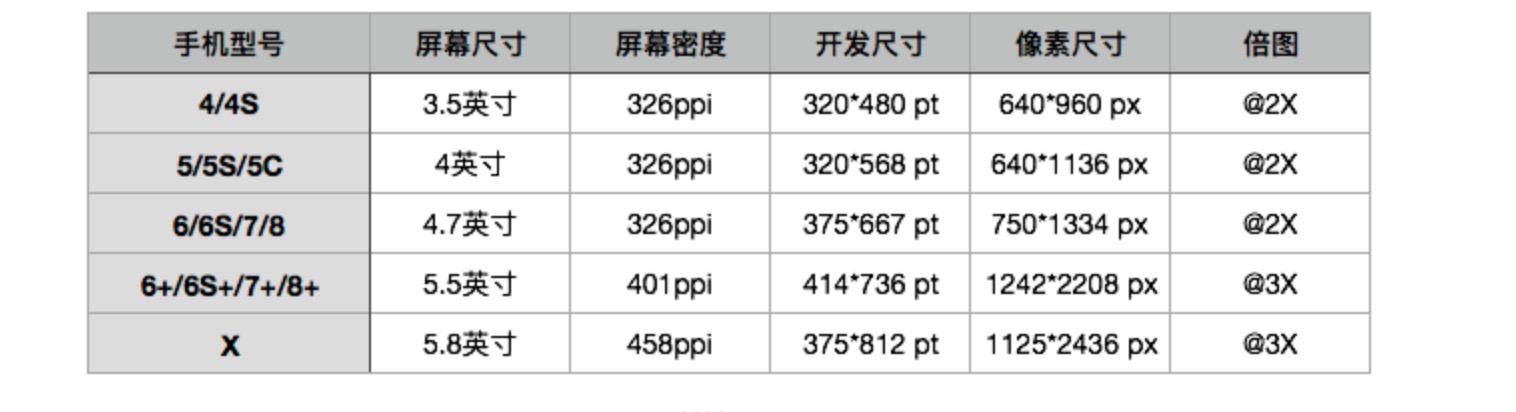 手机型号 屏幕尺寸 屏幕密度 开发尺寸 像素尺寸 倍图
4/4S 3.5英寸 326ppi 320*480 pt 640*960 px @2X
5/5S/5C 4英寸 326ppi 320*568 pt 640*1136 px @2X
6/6S/7/8 4.7英寸 326ppi 375*667 pt 750*1334 px @2X
6+/6S+/7+/8+ 5.5英寸 401ppi 414*736 pt 1242*2208 px @3X
X 5.8英寸 458ppi 375*812 pt 1125*2436 px @3X